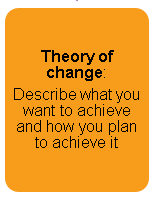 Theory of
change:
Describe what you
want to achieve
and how you plan
to achieve it